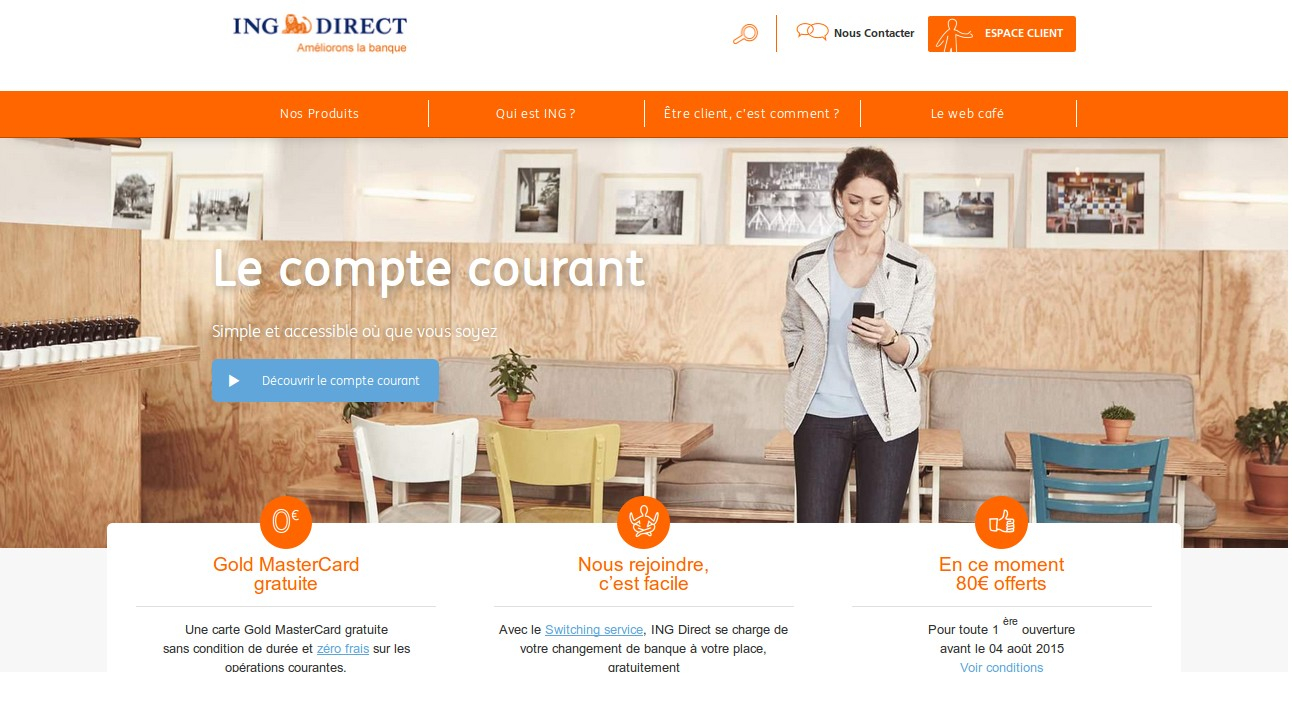 ING DIRECT
Améliorons la banque
Nous Contacter
ESPACE CLIENT
Nos Produits
Qui est ING ?
Être client, c'est comment ?
Le web café
Le compte courant
Simple et accessible où que vous soyez
Découvrir le compte courant
0€
Gold MasterCard
gratuite
Une carte Gold MasterCard gratuite
sans condition de durée et zéro frais sur les
opérations courantes.
Nous rejoindre,
c'est facile
Avec le Switching service, ING Direct se charge de
votre changement de banque à votre place,
gratuitement
En ce moment
80€ offerts
Pour toute 1 ère ouverture
avant le 04 août 2015
Voir conditions